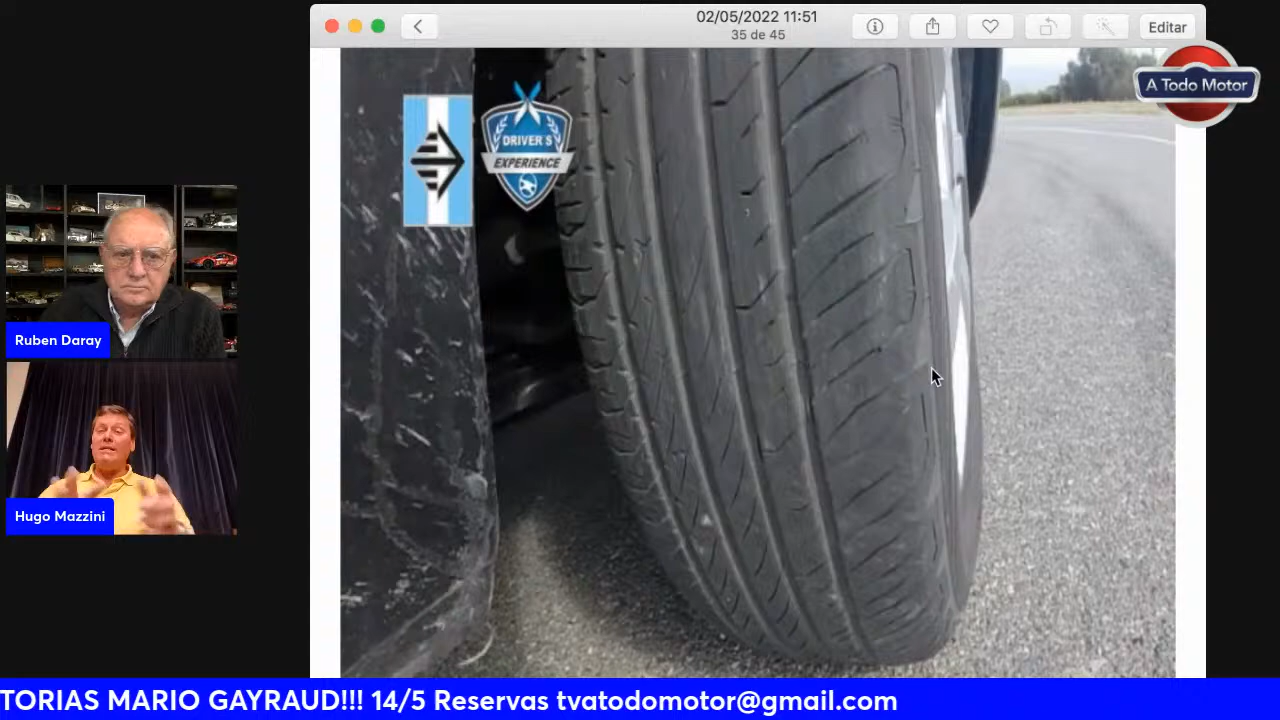 02/05/2022 11:51
35 de 45
Editar
A Todo Motor
DRIVER'S
EXPERIENCE
Ruben Daray
Hugo Mazzini
TORIAS MARIO GAYRAUD!!! 14/5 Reservas tvatodomotor@gmail.com